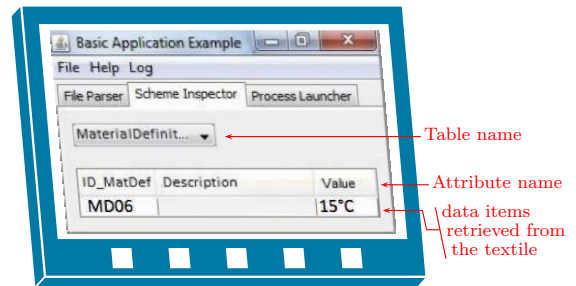 Basic Application Example
File Help Log
File Parser Scheme Inspector Process Launcher
MaterialDefinit...
Table name
ID_MatDef Description Value
Attribute name
MD06 15°C
data items
retrieved from
the textile